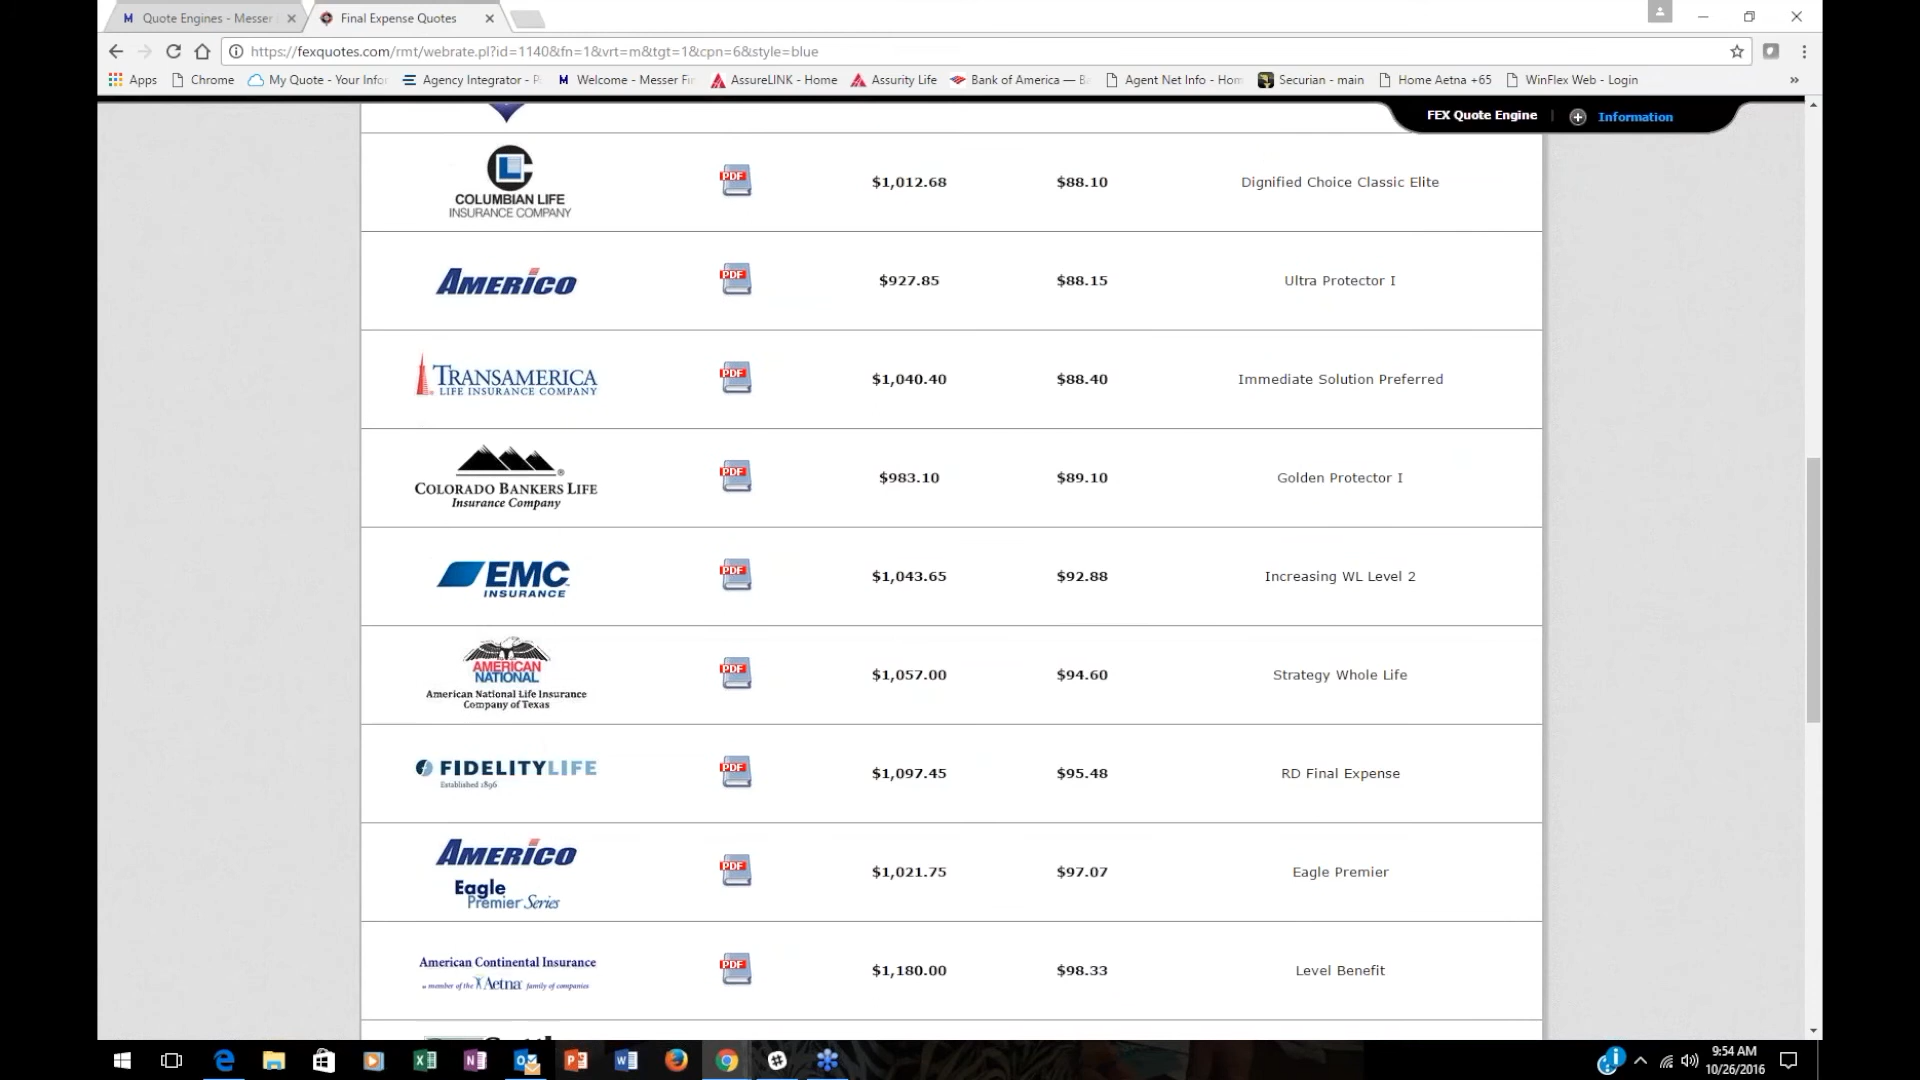 Quote Engines - Messer
Final Expense Quotes
https://fexquotes.com/rmt/webrate.pl?id=1140&fn=1&vrt=m&tgt=1&cpn=6&style=blue
Apps
Chrome
My Quote - Your Infor
Agency Integrator - P
Welcome - Messer Fin
AssureLINK - Home
Assurity Life
Bank of America — Ba
Agent Net Info - Hom
Securian - main
Home Aetna +65
WinFlex Web - Login
»
FEX Quote Engine
Information
COLUMBIAN LIFE
INSURANCE COMPANY
PDF
$1,012.68
$88.10
Dignified Choice Classic Elite
AMERICO
PDF
$927.85
$88.15
Ultra Protector I
TRANSAMERICA
LIFE INSURANCE COMPANY
PDF
$1,040.40
$88.40
Immediate Solution Preferred
COLORADO BANKERS LIFE®
Insurance Company
PDF
$983.10
$89.10
Golden Protector I
EMC
INSURANCE
PDF
$1,043.65
$92.88
Increasing WL Level 2
AMERICAN
NATIONAL
American National Life Insurance
Company of Texas
PDF
$1,057.00
$94.60
Strategy Whole Life
FIDELITYLIFE
Established 1896
PDF
$1,097.45
$95.48
RD Final Expense
AMERICO
Eagle
Premier Series
PDF
$1,021.75
$97.07
Eagle Premier
American Continental Insurance
a member of the Aetna family of companies
PDF
$1,180.00
$98.33
Level Benefit
9:54 AM
10/26/2016